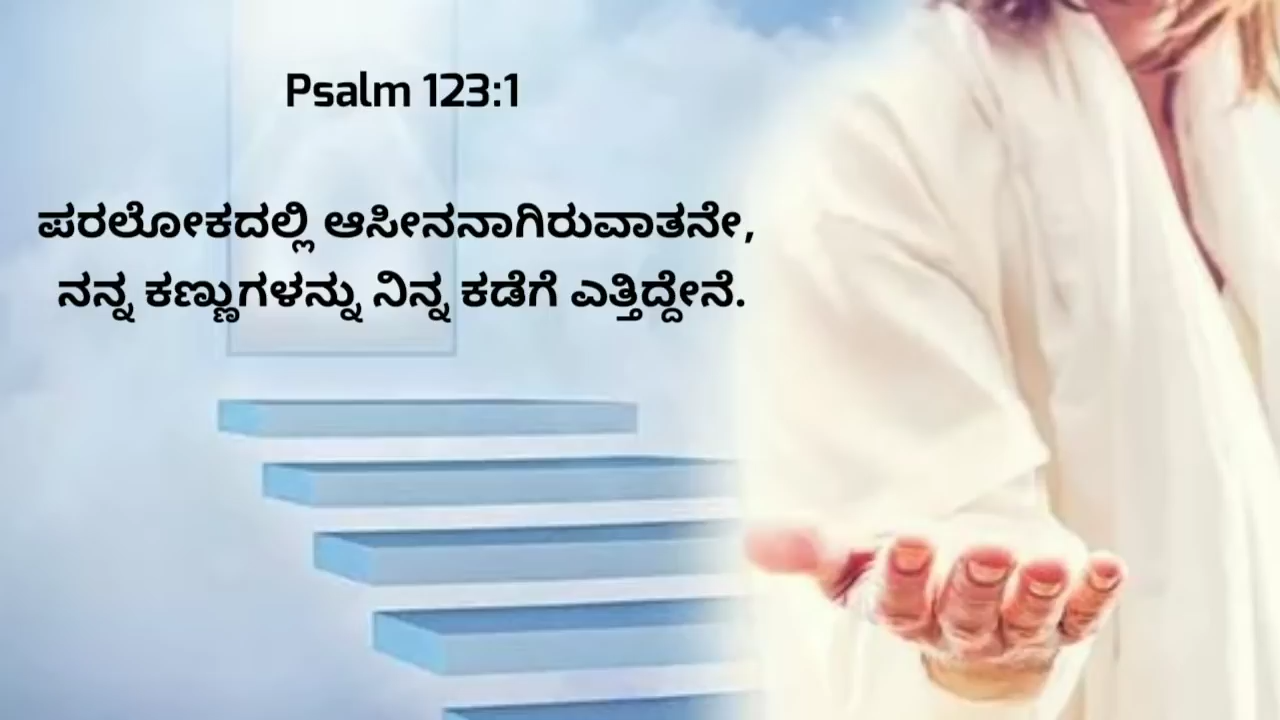 Psalm 123:1
ಪರಲೋಕದಲ್ಲಿ ಆಸೀನನಾಗಿರುವಾತನೇ,
ನನ್ನ ಕಣ್ಣುಗಳನ್ನು ನಿನ್ನ ಕಡೆಗೆ ಎತ್ತಿದ್ದೇನೆ.